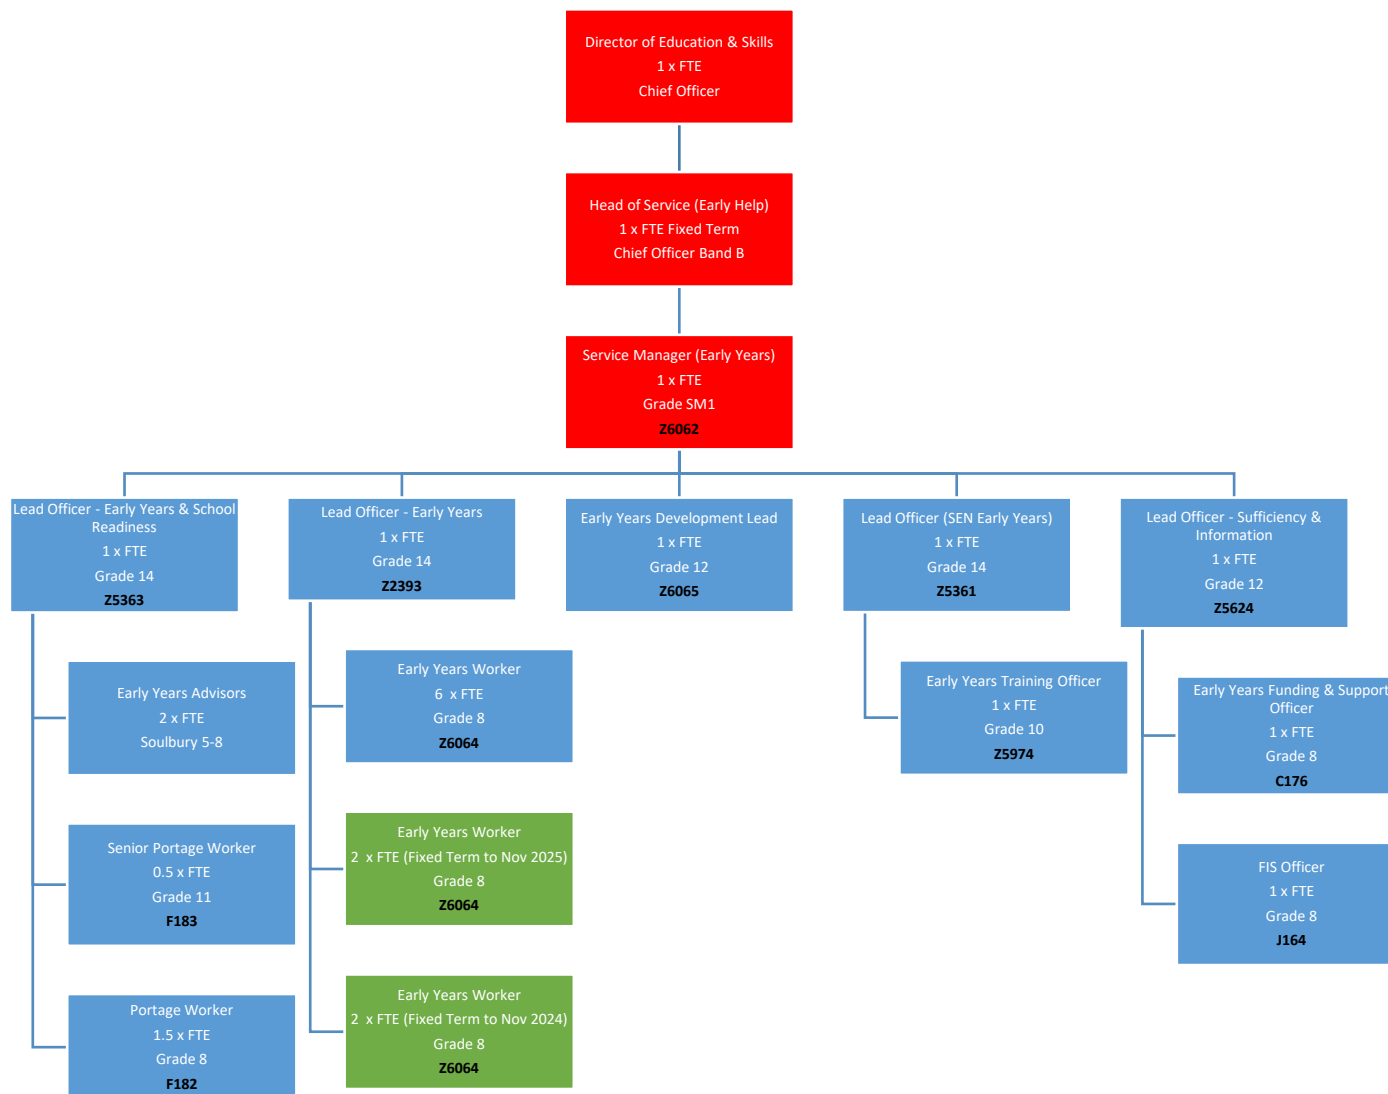 Director of Education & Skills
1 x FTE
Chief Officer
Head of Service (Early Help)
1 x FTE Fixed Term
Chief Officer Band B
Service Manager (Early Years)
1 x FTE
Grade SM1
Z6062
Lead Officer - Early Years & School
Readiness
1 x FTE
Grade 14
Z5363
Lead Officer - Early Years
1 x FTE
Grade 14
Z2393
Early Years Development Lead
1 x FTE
Grade 12
Z6065
Lead Officer (SEN Early Years)
1 x FTE
Grade 14
Z5361
Lead Officer - Sufficiency &
Information
1 x FTE
Grade 12
Z5624
Early Years Advisors
2 x FTE
Soulbury 5-8
Senior Portage Worker
0.5 x FTE
Grade 11
F183
Portage Worker
1.5 x FTE
Grade 8
F182
Early Years Worker
6 x FTE
Grade 8
Z6064
Early Years Worker
2 x FTE (Fixed Term to Nov 2025)
Grade 8
Z6064
Early Years Worker
2 x FTE (Fixed Term to Nov 2024)
Grade 8
Z6064
Early Years Training Officer
1 x FTE
Grade 10
Z5974
Early Years Funding & Support
Officer
1 x FTE
Grade 8
C176
FIS Officer
1 x FTE
Grade 8
J164